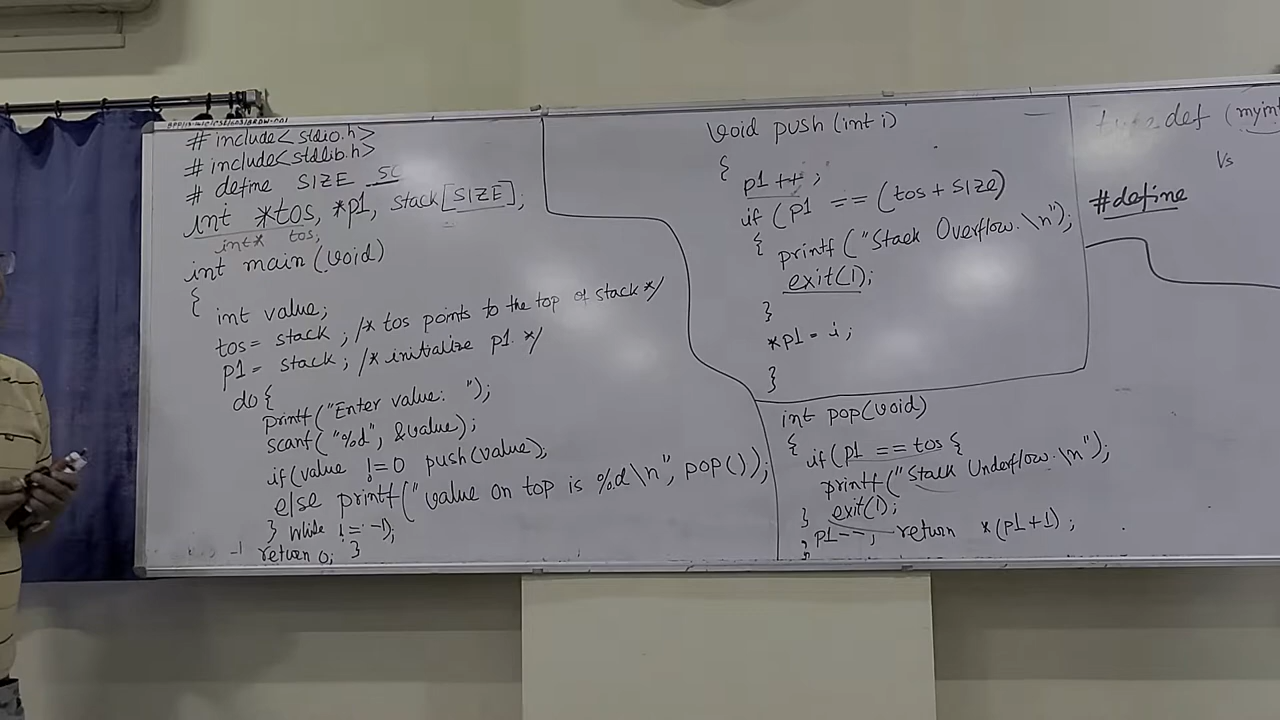 # include<stdio.h>
# include<stdlib.h>
# define SIZE 50
int *tos, *p1, stack[SIZE];
int* tos;
int main(void)
{
int value;
tos = stack ; /* tos points to the top of stack */
p1 = stack ; /* initialize p1 */
do {
printf("Enter value: ");
scanf("%d", &value);
if(value != 0 push(value);
else printf("value on top is %d\n", pop());
} while != -1);
-1 return 0; }
void push (int i)
{
p1 ++ ;
if (p1 == (tos + SIZE)
{ printf ("Stack Overflow.\n");
exit(1);
}
*p1 = i ;
}
int pop(void)
{ if(p1 == tos {
printf("Stack Underflow.\n");
} exit(1);
p1--; return *(p1+1) ;
}
def (mym
Vs
#define